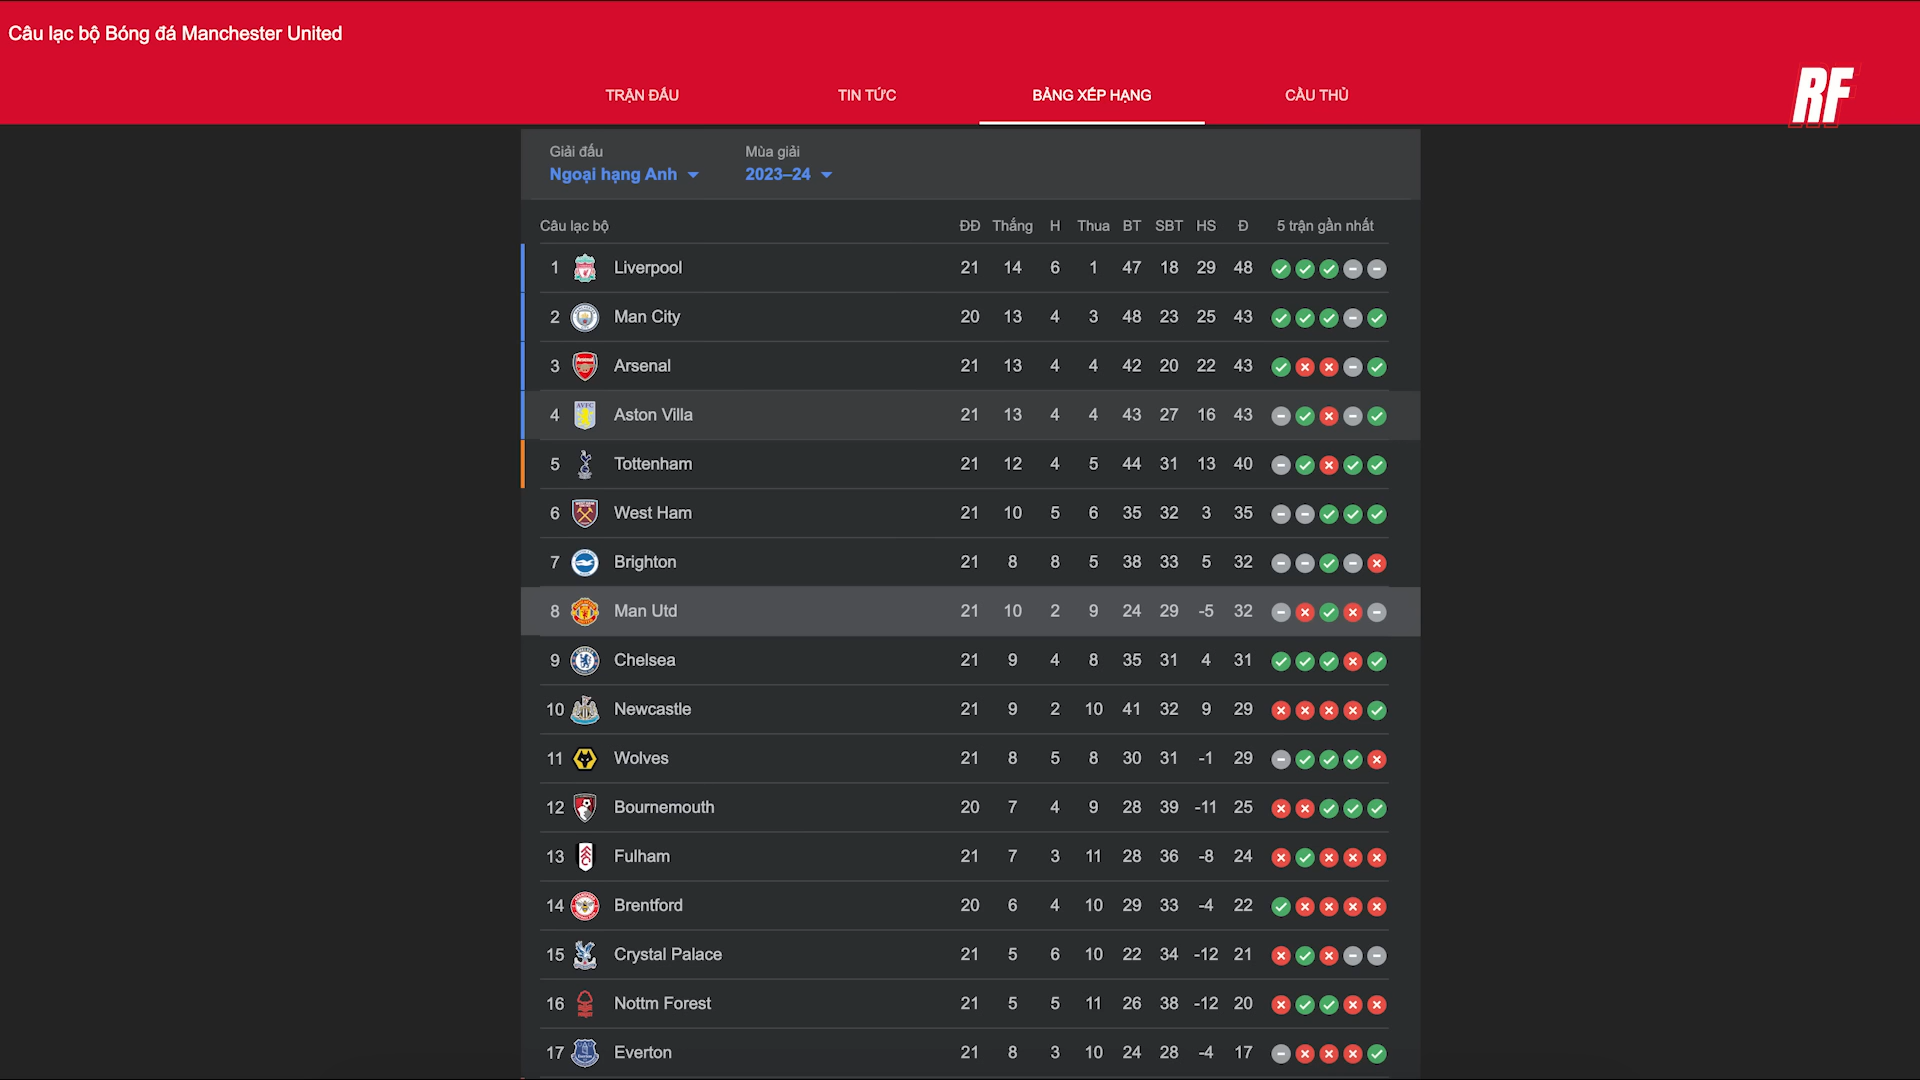 Câu lạc bộ Bóng đá Manchester United
TRẬN ĐẤU TIN TỨC BẢNG XẾP HẠNG CẦU THỦ
RF
Giải đấu Mùa giải
Ngoại hạng Anh 2023–24
Câu lạc bộ ĐĐ Thắng H Thua BT SBT HS Đ 5 trận gần nhất
1 Liverpool 21 14 6 1 47 18 29 48
2 Man City 20 13 4 3 48 23 25 43
3 Arsenal 21 13 4 4 42 20 22 43
4 Aston Villa 21 13 4 4 43 27 16 43
5 Tottenham 21 12 4 5 44 31 13 40
6 West Ham 21 10 5 6 35 32 3 35
7 Brighton 21 8 8 5 38 33 5 32
8 Man Utd 21 10 2 9 24 29 -5 32
9 Chelsea 21 9 4 8 35 31 4 31
10 Newcastle 21 9 2 10 41 32 9 29
11 Wolves 21 8 5 8 30 31 -1 29
12 Bournemouth 20 7 4 9 28 39 -11 25
13 Fulham 21 7 3 11 28 36 -8 24
14 Brentford 20 6 4 10 29 33 -4 22
15 Crystal Palace 21 5 6 10 22 34 -12 21
16 Nottm Forest 21 5 5 11 26 38 -12 20
17 Everton 21 8 3 10 24 28 -4 17